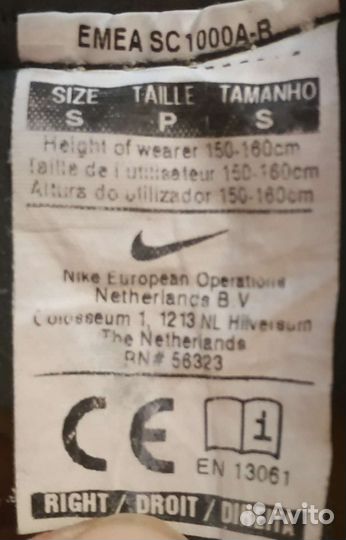 EMEA SC1000A-B
SIZE TAILLE TAMANHO
S P S
Height of wearer 150-160cm
Taille de l'utilisateur 150-160cm
Altura do utilizador 150-160cm
Nike European Operations
Netherlands B.V
Colosseum 1, 1213 NL Hilversum
The Netherlands
RN# 56323
CE i
EN 13061
RIGHT / DROIT / DIREITA
Avito